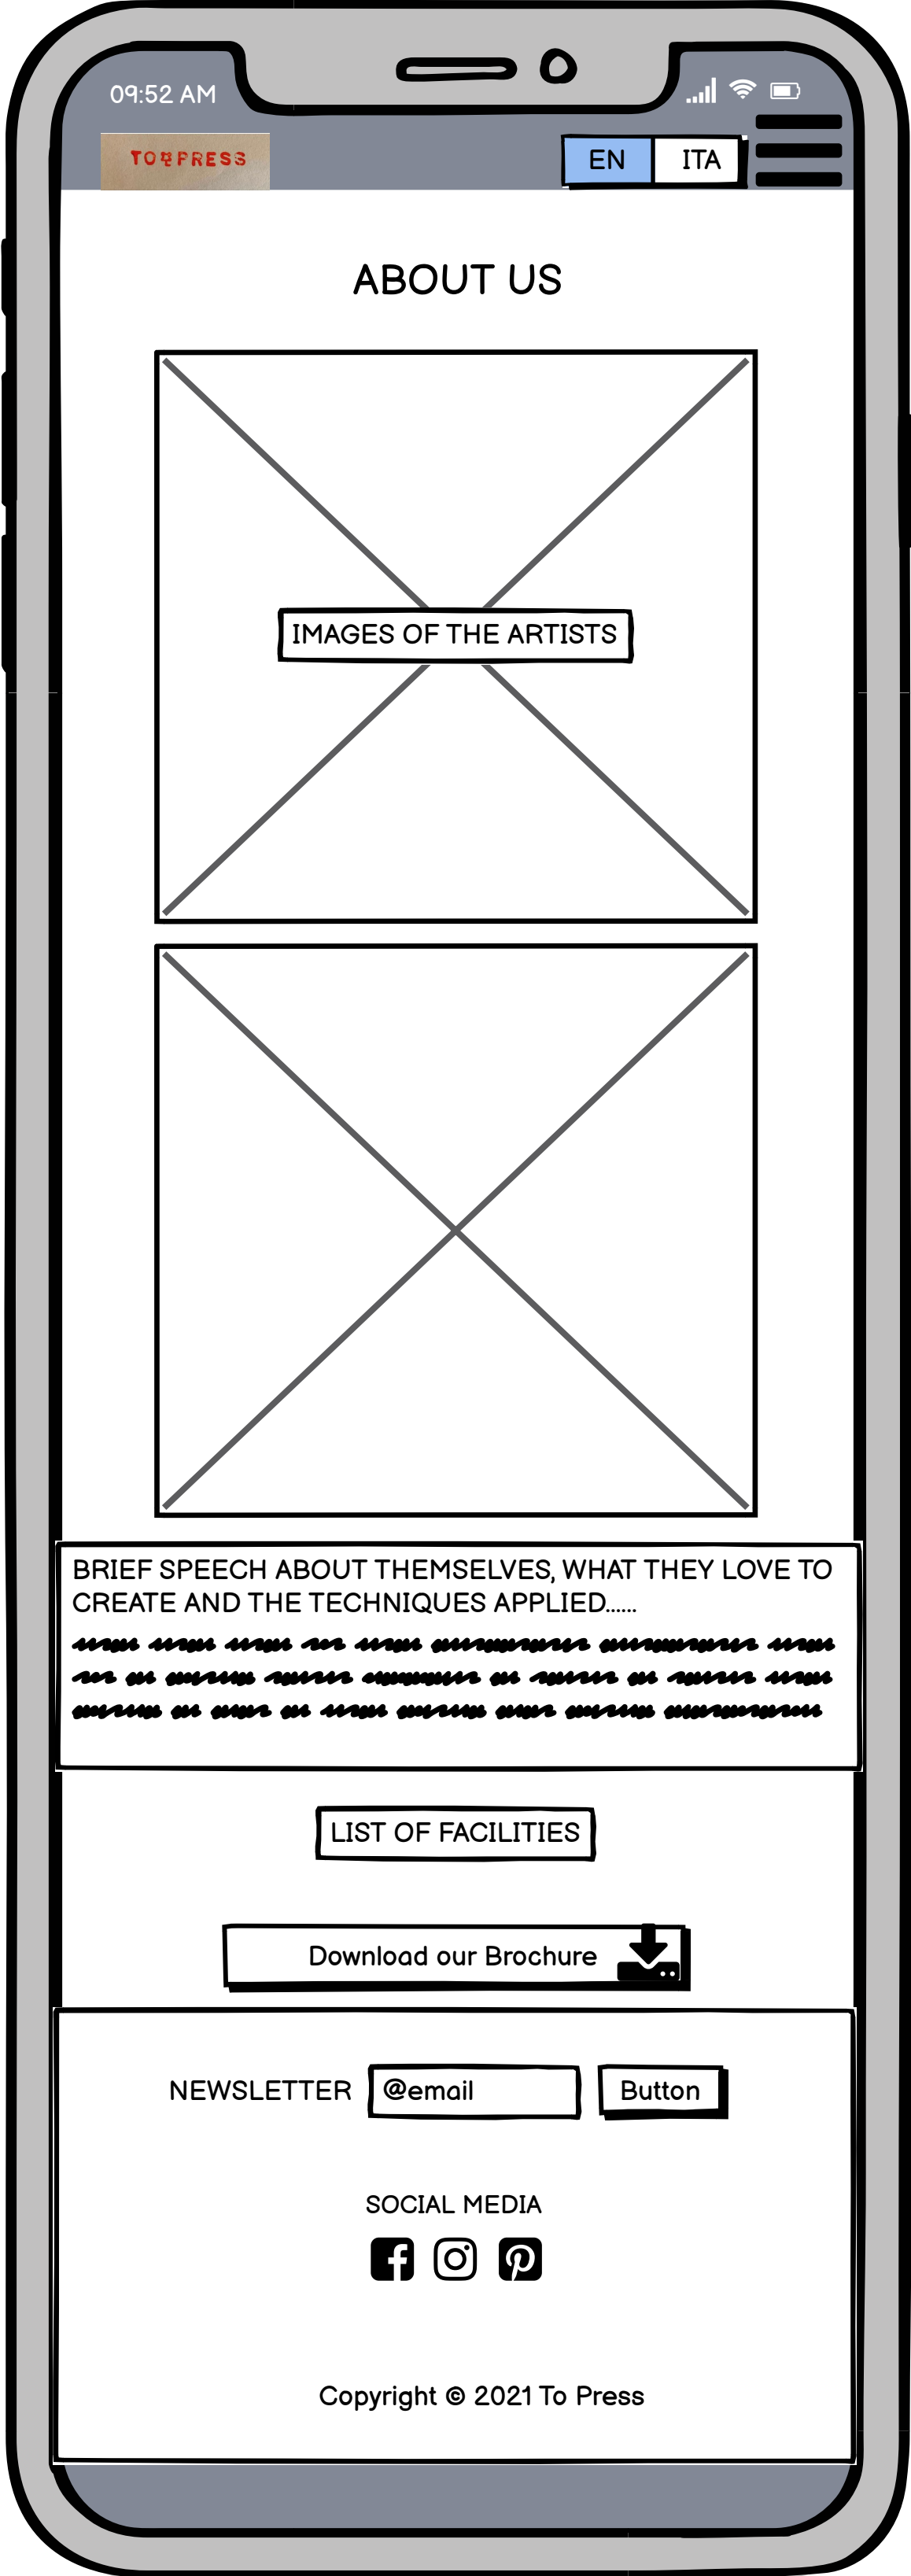 09:52 AM
TO PRESS
EN ITA
ABOUT US
IMAGES OF THE ARTISTS
BRIEF SPEECH ABOUT THEMSELVES, WHAT THEY LOVE TO
CREATE AND THE TECHNIQUES APPLIED......
LIST OF FACILITIES
Download our Brochure
NEWSLETTER @email Button
SOCIAL MEDIA
Copyright © 2021 To Press